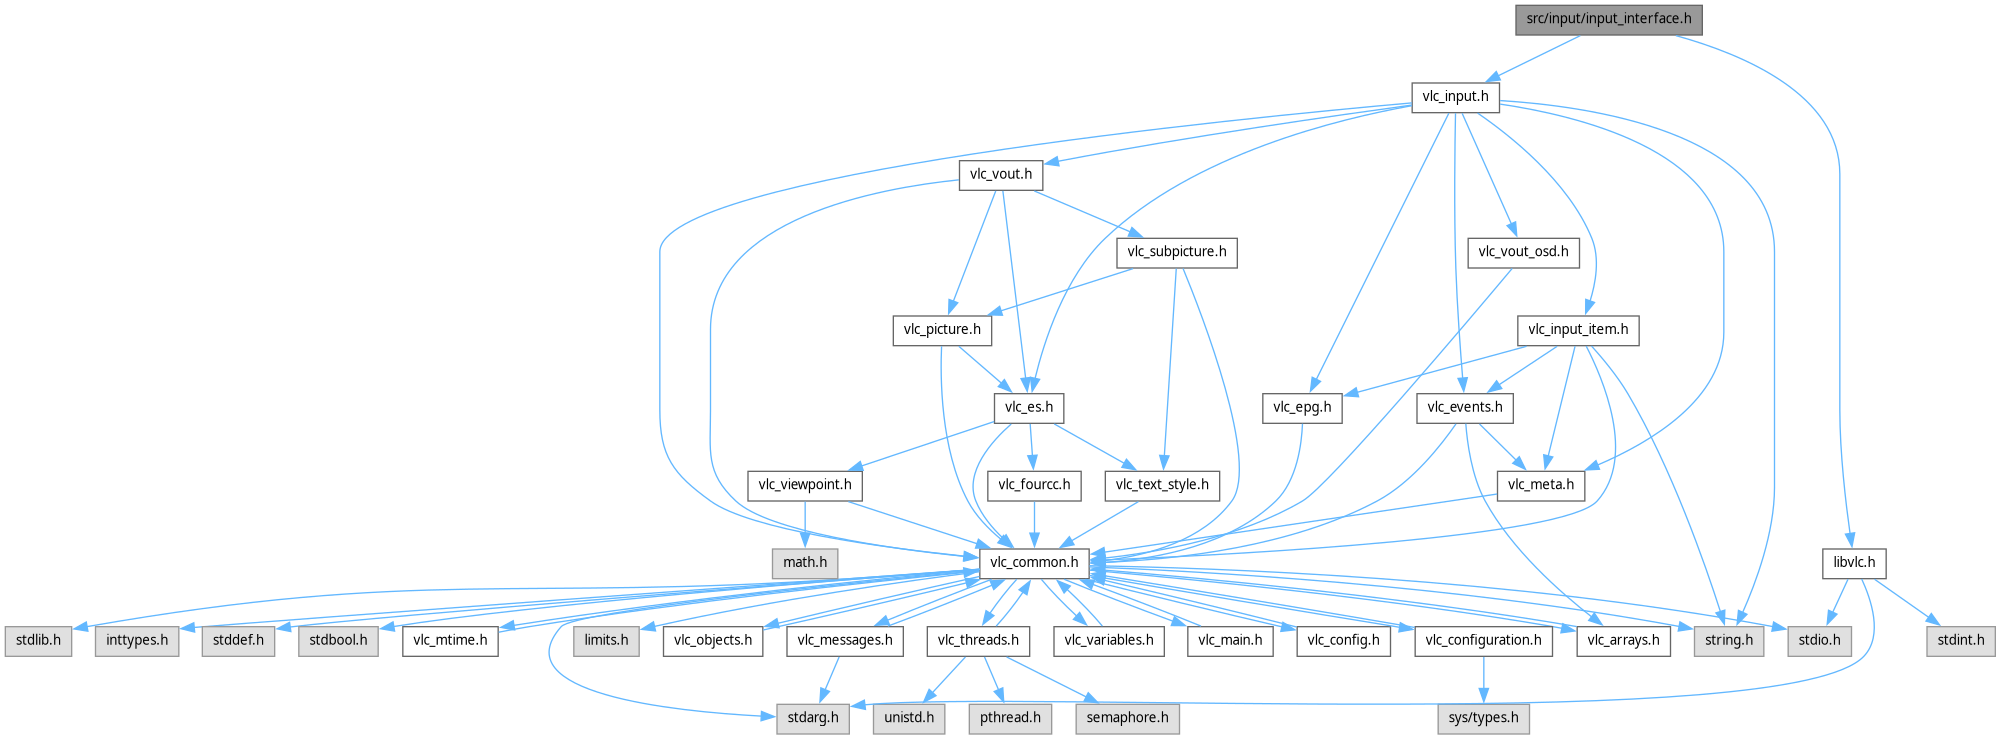 src/input/input_interface.h
vlc_input.h
vlc_vout.h
vlc_subpicture.h
vlc_vout_osd.h
vlc_picture.h
vlc_input_item.h
vlc_es.h
vlc_epg.h
vlc_events.h
vlc_viewpoint.h
vlc_fourcc.h
vlc_text_style.h
vlc_meta.h
math.h
vlc_common.h
libvlc.h
stdlib.h
inttypes.h
stddef.h
stdbool.h
vlc_mtime.h
limits.h
vlc_objects.h
vlc_messages.h
vlc_threads.h
vlc_variables.h
vlc_main.h
vlc_config.h
vlc_configuration.h
vlc_arrays.h
string.h
stdio.h
stdint.h
stdarg.h
unistd.h
pthread.h
semaphore.h
sys/types.h